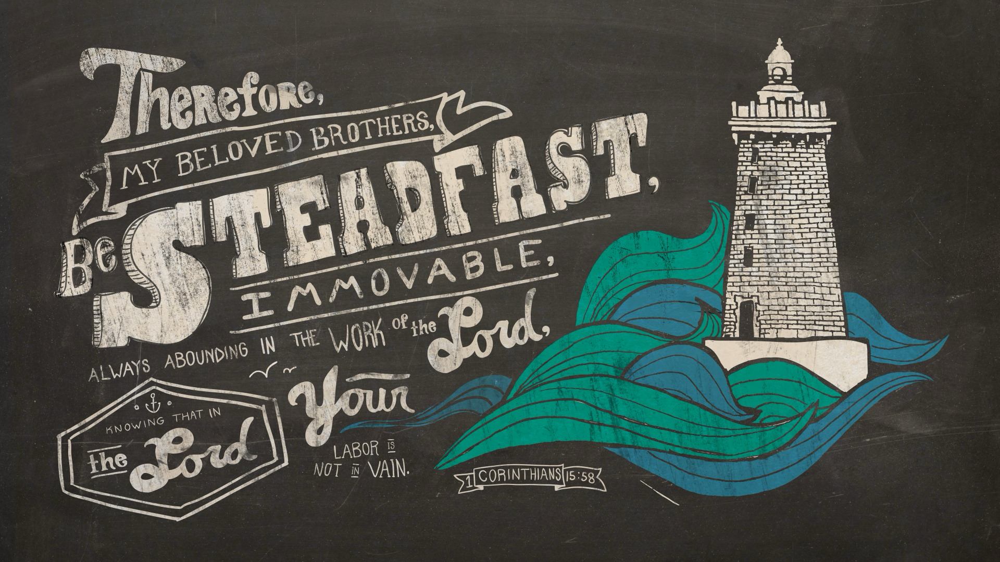 Therefore,
MY BELOVED BROTHERS,
Be STEADFAST,
IMMOVABLE,
ALWAYS ABOUNDING IN THE WORK of the Lord,
KNOWING THAT IN
the Lord
Your
LABOR IS
NOT IN VAIN.
1 CORINTHIANS 15:58